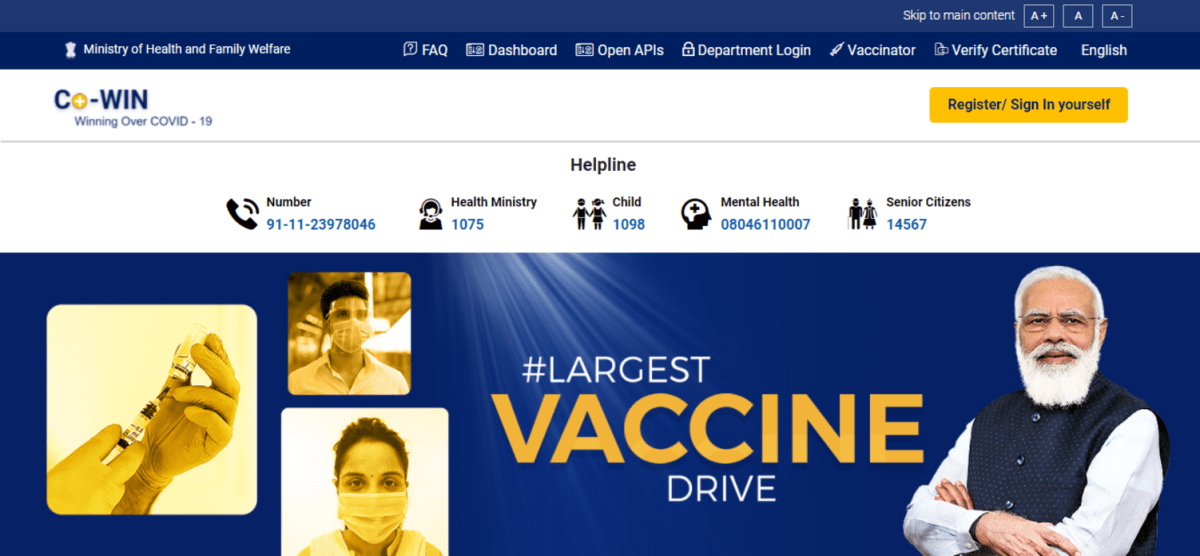 Skip to main content A+ A A-
Ministry of Health and Family Welfare FAQ Dashboard Open APIs Department Login Vaccinator Verify Certificate English
Co-WIN
Winning Over COVID - 19
Register/ Sign In yourself
Helpline
Number Health Ministry Child Mental Health Senior Citizens
91-11-23978046 1075 1098 08046110007 14567
#LARGEST
VACCINE
DRIVE